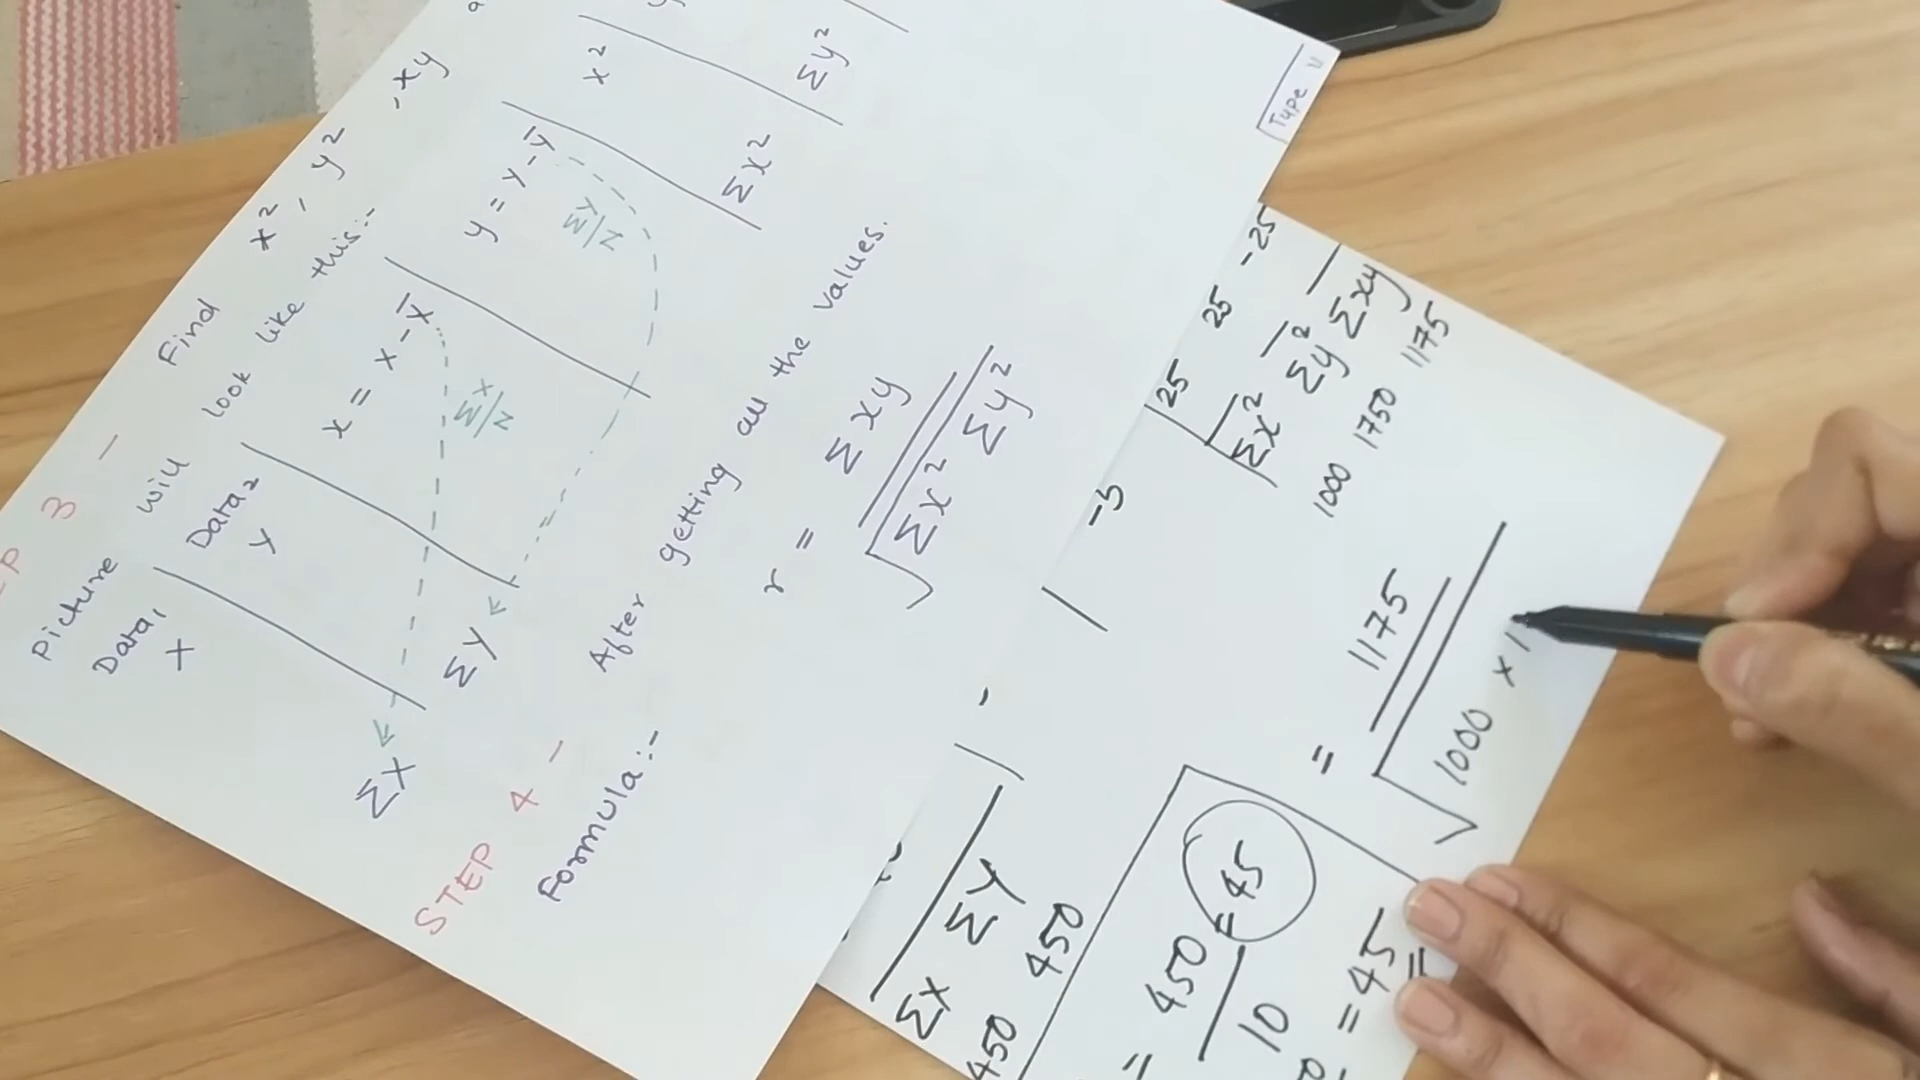 STEP 3 - Find x², y², xy
Picture will look like this:-
Data1 Data2
X Y x = X - X̅ y = Y - Y̅ x²
ΣX/N ΣY/N
ΣX ΣY Σx² Σy²
STEP 4 - After getting all the values.
Formula:- r = Σxy
√Σx² Σy²
Type II
-5 25 25 -25
ΣX ΣY Σx² Σy² Σxy
450 450 1000 1750 1175
= 450 = 45
10
= 45
= 1175
√1000 × 1